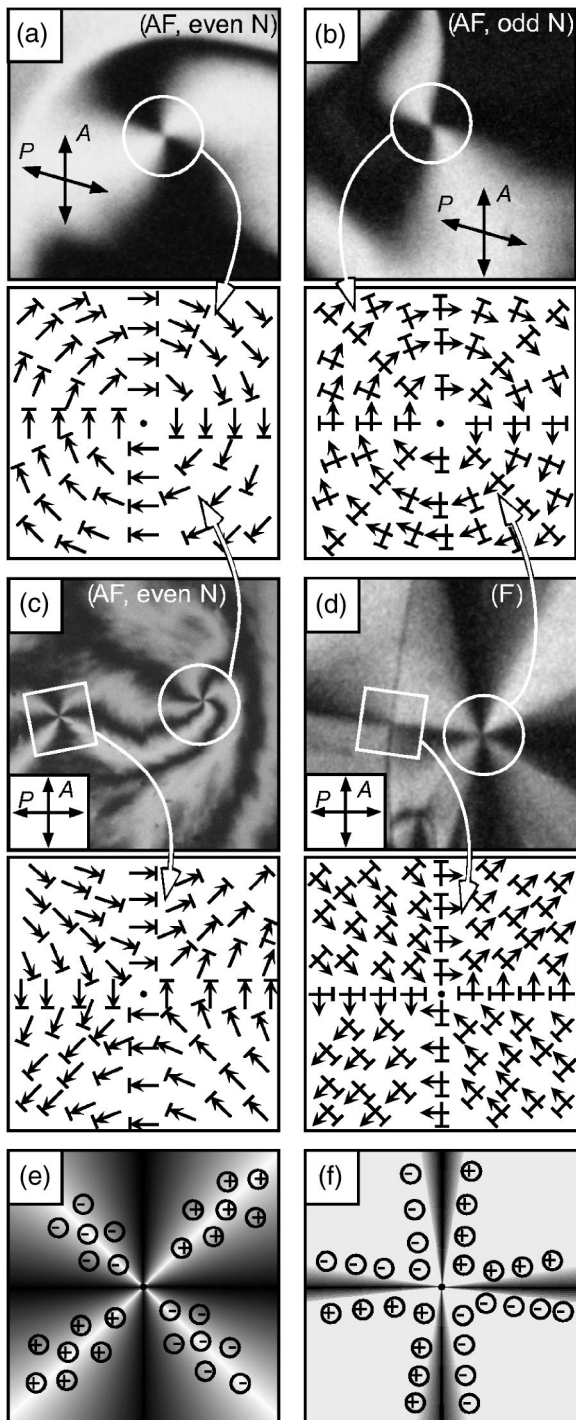 (a) (AF, even N)
P A
(b) (AF, odd N)
P A
(c) (AF, even N)
P A
(d) (F)
P A
(e)
(f)